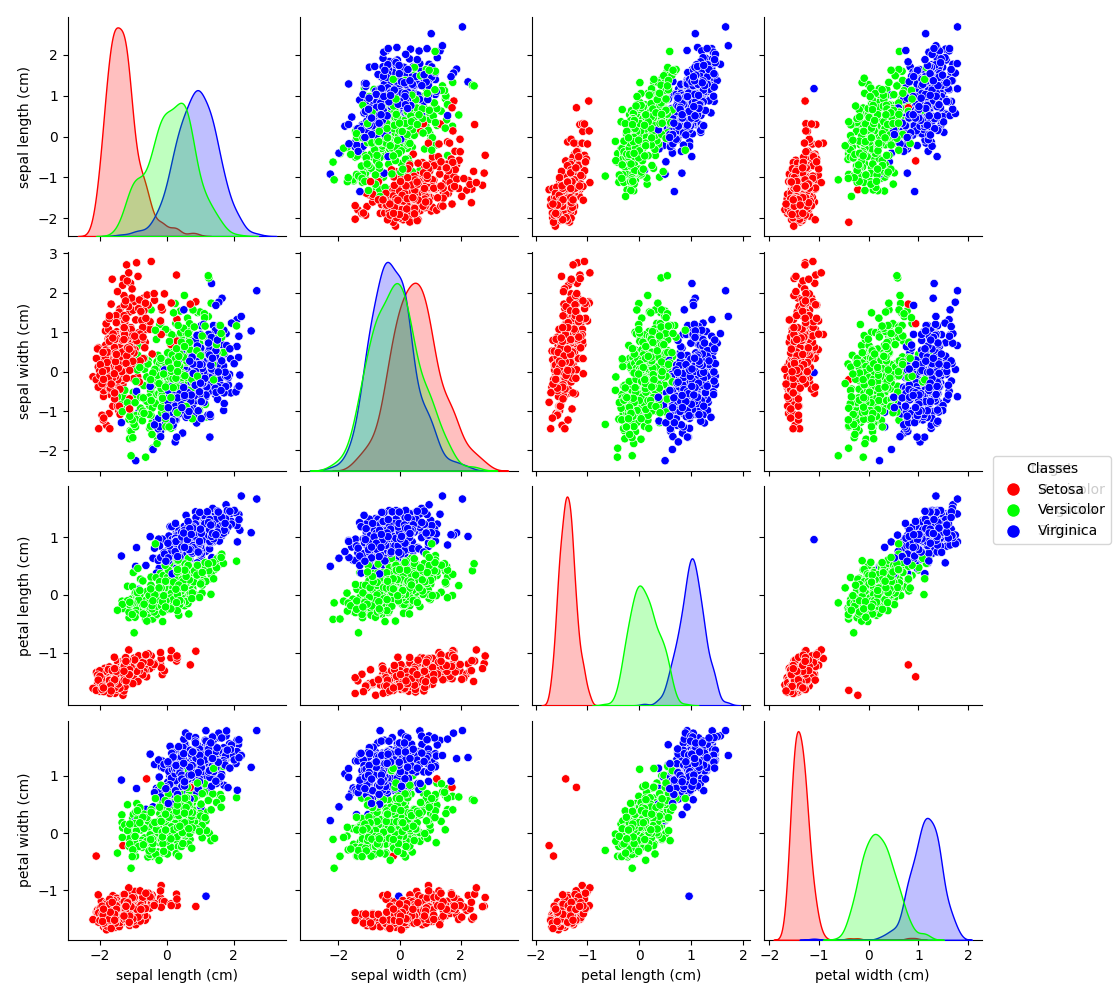 sepal length (cm)
2
1
0
−1
−2
sepal width (cm)
3
2
1
0
−1
−2
Classes
Setosa
Versicolor
Virginica
petal length (cm)
1
0
−1
petal width (cm)
1
0
−1
−2 0 2 −2 0 2 −2 −1 0 1 2 −2 −1 0 1 2
sepal length (cm) sepal width (cm) petal length (cm) petal width (cm)